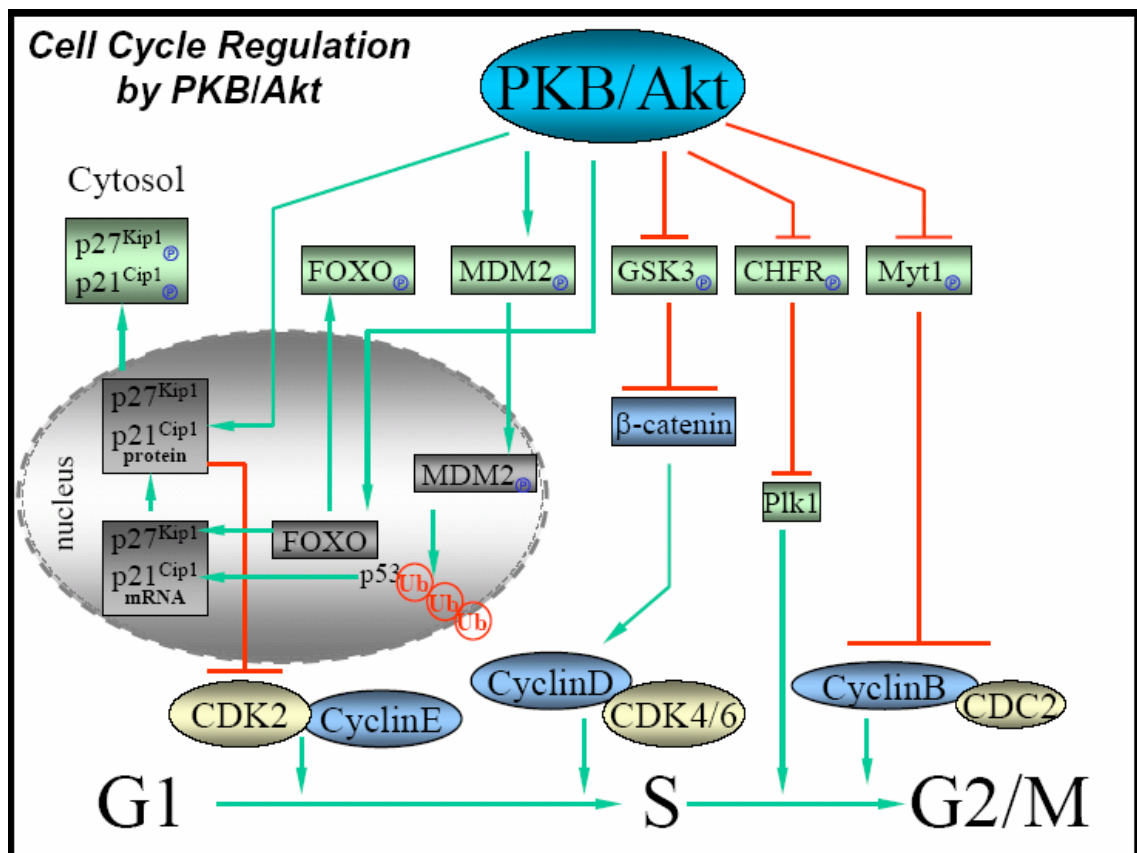 Cell Cycle Regulation
by PKB/Akt
PKB/Akt
Cytosol
p27Kip1 P
p21Cip1 P
FOXO P
MDM2 P
GSK3 P
CHFR P
Myt1 P
nucleus
p27Kip1
p21Cip1
protein
β-catenin
MDM2 P
Plk1
p27Kip1
p21Cip1
mRNA
FOXO
p53
Ub
Ub
Ub
CDK2
CyclinE
CyclinD
CDK4/6
CyclinB
CDC2
G1
S
G2/M